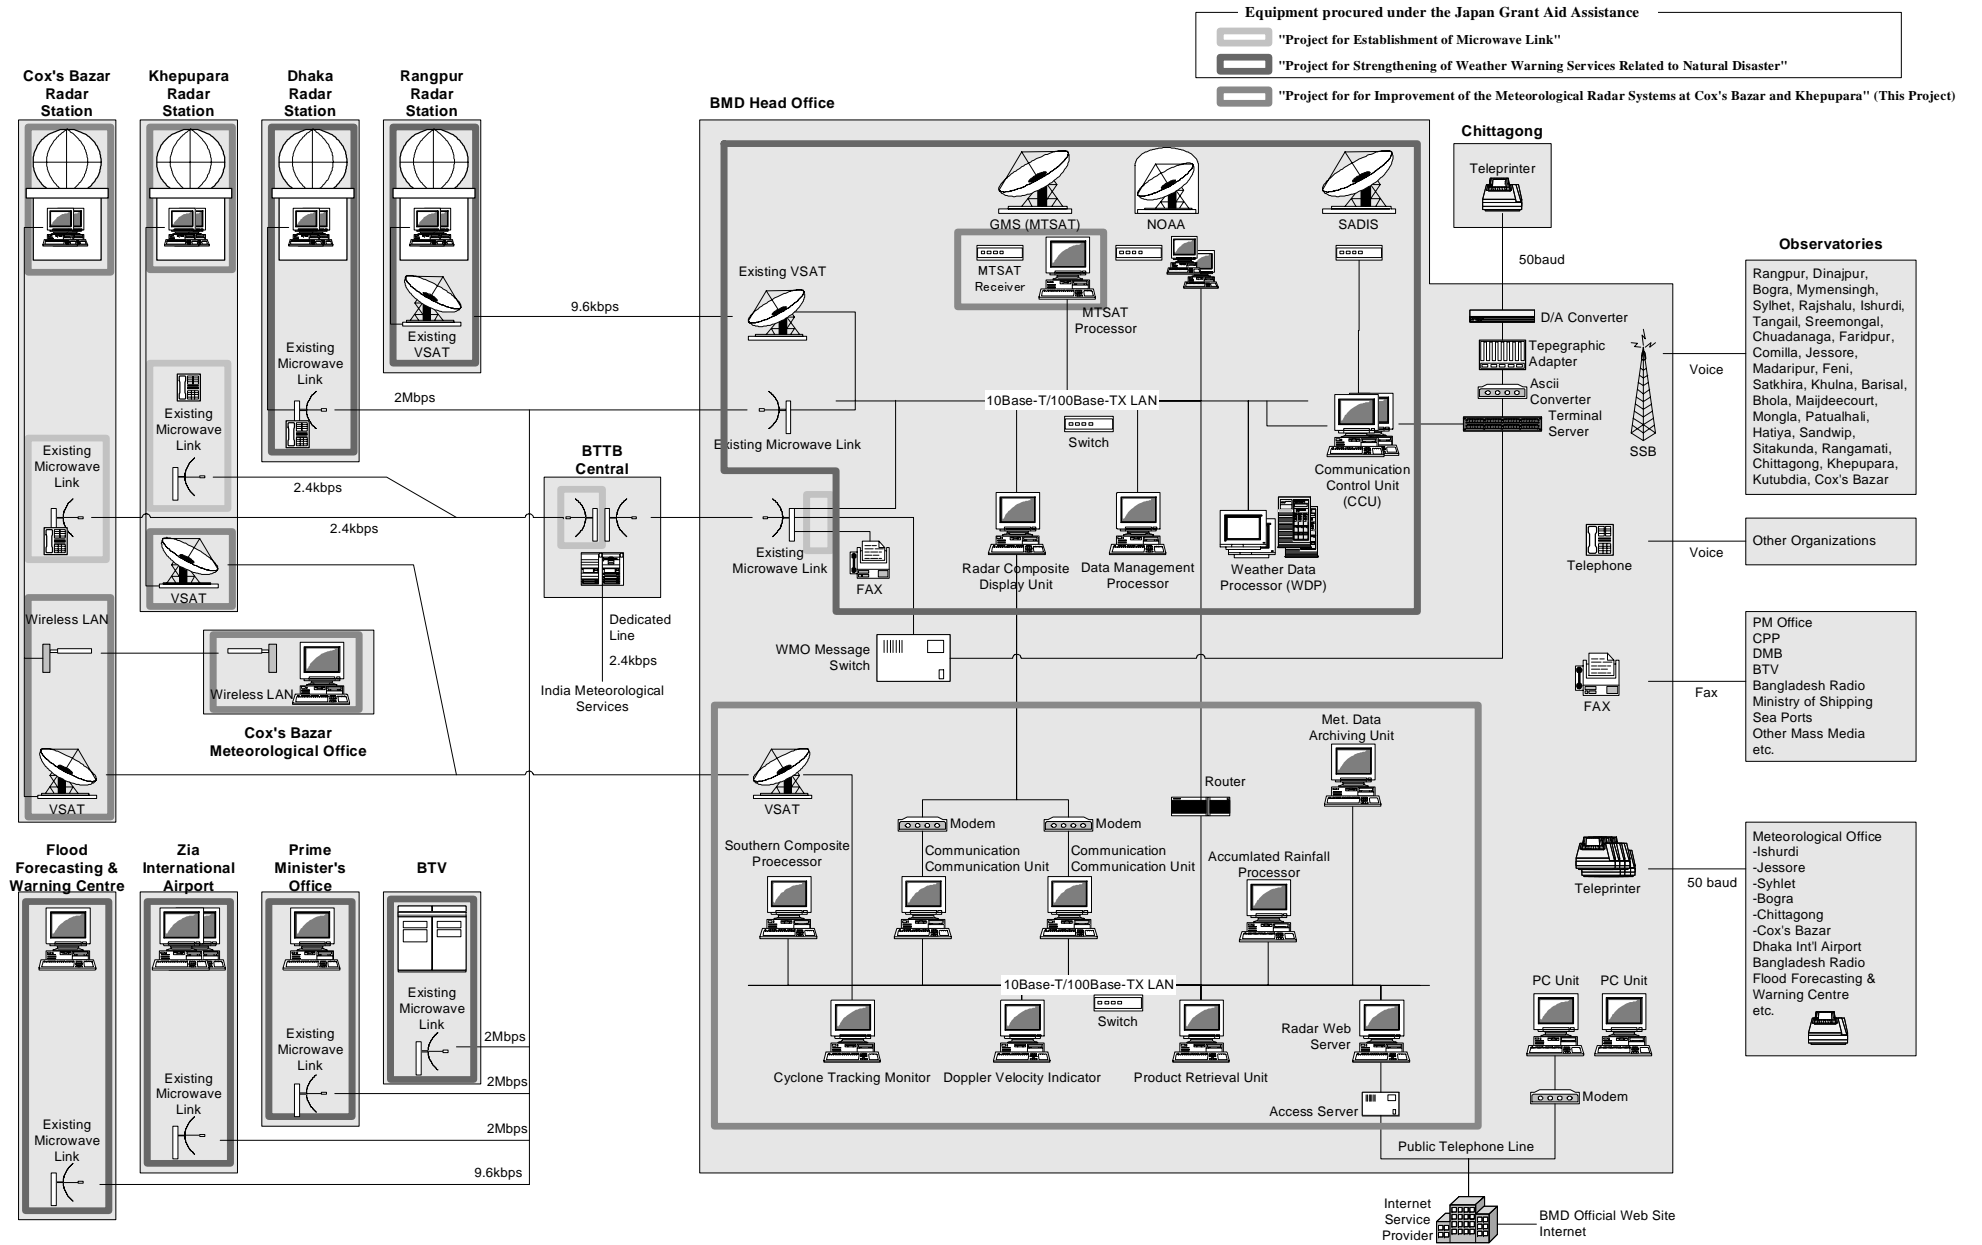 Equipment procured under the Japan Grant Aid Assistance
"Project for Establishment of Microwave Link"
"Project for Strengthening of Weather Warning Services Related to Natural Disaster"
"Project for for Improvement of the Meteorological Radar Systems at Cox's Bazar and Khepupara" (This Project)
Cox's Bazar
Radar
Station
Khepupara
Radar
Station
Dhaka
Radar
Station
Rangpur
Radar
Station
BMD Head Office
Chittagong
Teleprinter
50baud
GMS (MTSAT)
NOAA
SADIS
MTSAT
Receiver
MTSAT
Processor
Existing VSAT
9.6kbps
Existing
VSAT
Existing
Microwave
Link
2Mbps
Existing Microwave Link
10Base-T/100Base-TX LAN
Switch
Communication
Control Unit
(CCU)
D/A Converter
Tepegraphic
Adapter
Ascii
Converter
Terminal
Server
SSB
Voice
Observatories
Rangpur, Dinajpur,
Bogra, Mymensingh,
Sylhet, Rajshalu, Ishurdi,
Tangail, Sreemongal,
Chuadanaga, Faridpur,
Comilla, Jessore,
Madaripur, Feni,
Satkhira, Khulna, Barisal,
Bhola, Maijdeecourt,
Mongla, Patualhali,
Hatiya, Sandwip,
Sitakunda, Rangamati,
Chittagong, Khepupara,
Kutubdia, Cox's Bazar
Existing
Microwave
Link
Existing
Microwave
Link
2.4kbps
2.4kbps
BTTB
Central
Existing
Microwave Link
FAX
Radar Composite
Display Unit
Data Management
Processor
Weather Data
Processor (WDP)
Telephone
Voice
Other Organizations
VSAT
Wireless LAN
Wireless LAN
Cox's Bazar
Meteorological Office
Dedicated
Line
2.4kbps
India Meteorological
Services
WMO Message
Switch
FAX
Fax
PM Office
CPP
DMB
BTV
Bangladesh Radio
Ministry of Shipping
Sea Ports
Other Mass Media
etc.
VSAT
VSAT
Met. Data
Archiving Unit
Router
Modem
Modem
Southern Composite
Proecessor
Communication
Communication Unit
Communication
Communication Unit
Accumlated Rainfall
Processor
10Base-T/100Base-TX LAN
Switch
Cyclone Tracking Monitor
Doppler Velocity Indicator
Product Retrieval Unit
Radar Web
Server
Access Server
Teleprinter
50 baud
Meteorological Office
-Ishurdi
-Jessore
-Syhlet
-Bogra
-Chittagong
-Cox's Bazar
Dhaka Int'l Airport
Bangladesh Radio
Flood Forecasting &
Warning Centre
etc.
PC Unit
PC Unit
Modem
Public Telephone Line
Internet
Service
Provider
BMD Official Web Site
Internet
Flood
Forecasting &
Warning Centre
Zia
International
Airport
Prime
Minister's
Office
BTV
Existing
Microwave
Link
2Mbps
Existing
Microwave
Link
2Mbps
Existing
Microwave
Link
2Mbps
Existing
Microwave
Link
9.6kbps